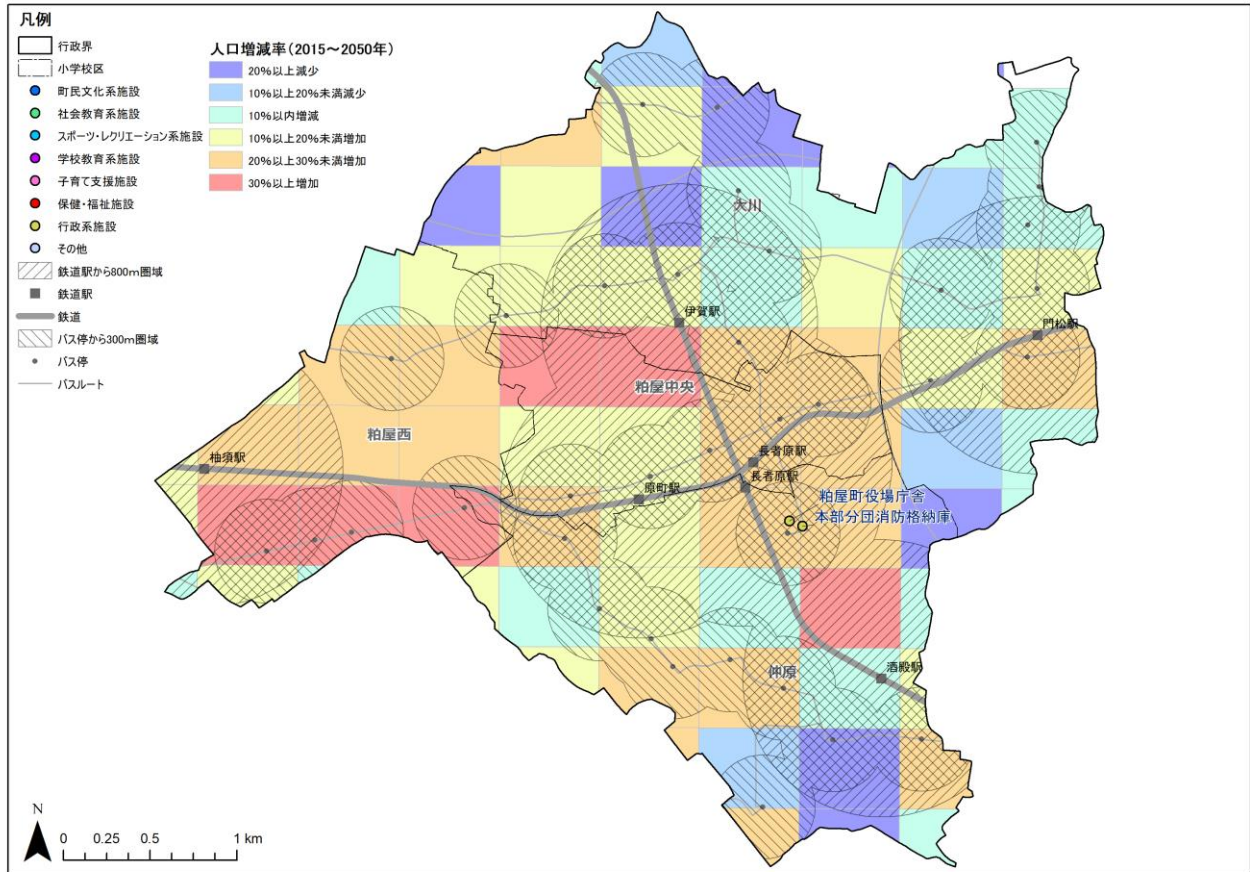 凡例
行政界
小学校区
町民文化系施設
社会教育系施設
スポーツ・レクリエーション系施設
学校教育系施設
子育て支援施設
保健・福祉施設
行政系施設
その他
鉄道駅から800m圏域
鉄道駅
鉄道
バス停から300m圏域
バス停
バスルート
人口増減率(2015～2050年)
20%以上減少
10%以上20%未満減少
10%以内増減
10%以上20%未満増加
20%以上30%未満増加
30%以上増加
大川
伊賀駅
門松駅
粕屋中央
粕屋西
柚須駅
長者原駅
長者原駅
原町駅
粕屋町役場庁舎
本部分団消防格納庫
仲原
酒殿駅
N
0 0.25 0.5 1 km